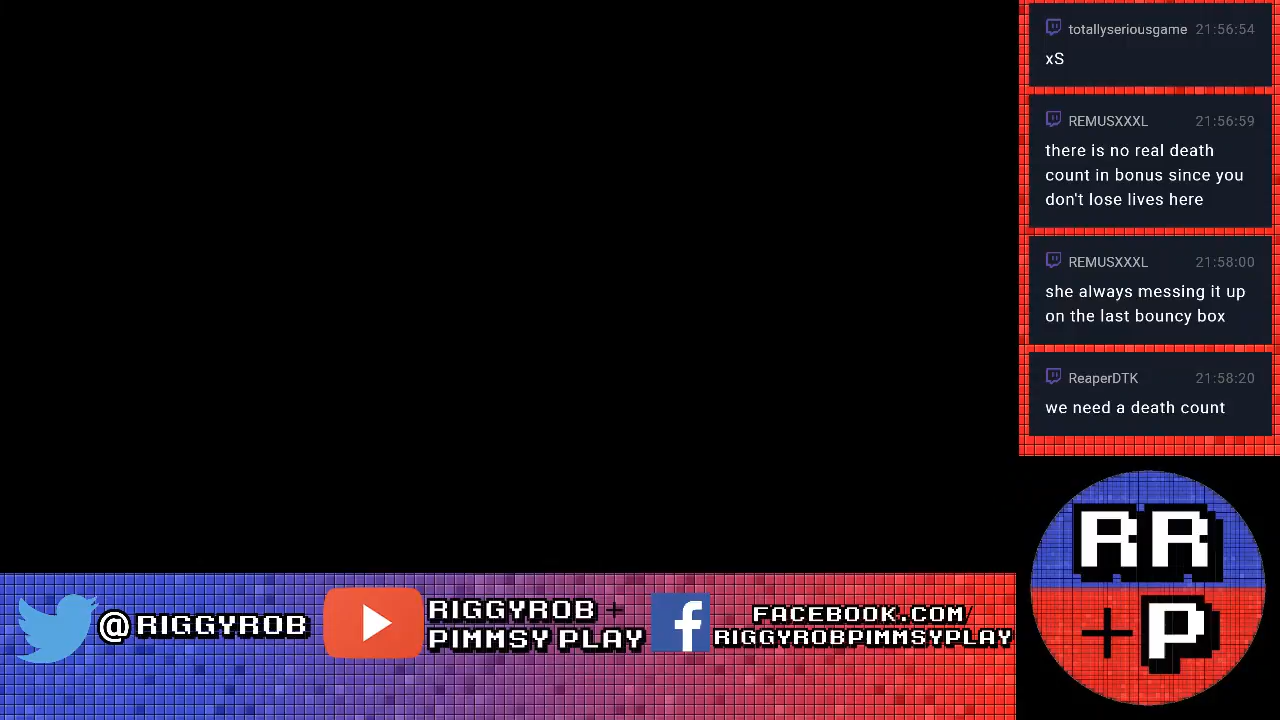 totallyseriousgame 21:56:54
xS
REMUSXXXL 21:56:59
there is no real death
count in bonus since you
don't lose lives here
REMUSXXXL 21:58:00
she always messing it up
on the last bouncy box
ReaperDTK 21:58:20
we need a death count
RR
+P
@RIGGYROB
RIGGYROB +
PIMMSY PLAY
FACEBOOK.COM/
RIGGYROBPIMMSYPLAY